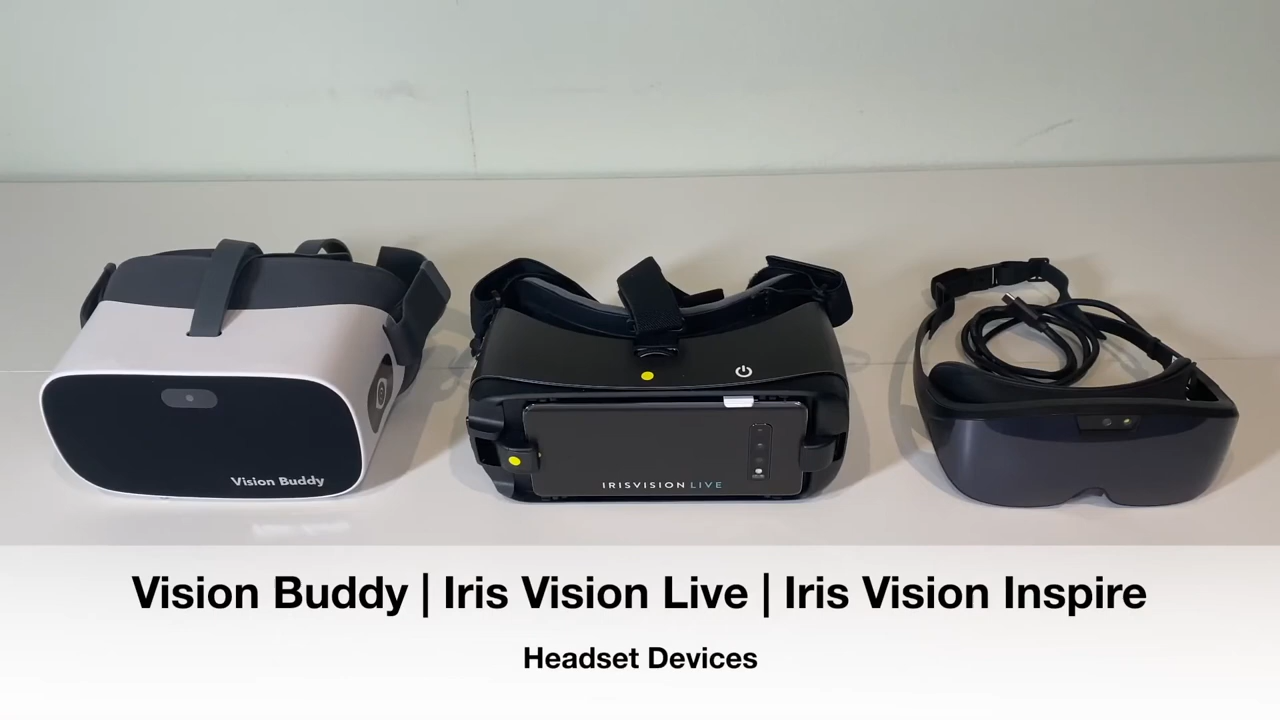 Vision Buddy
IRISVISION LIVE
Vision Buddy | Iris Vision Live | Iris Vision Inspire
Headset Devices